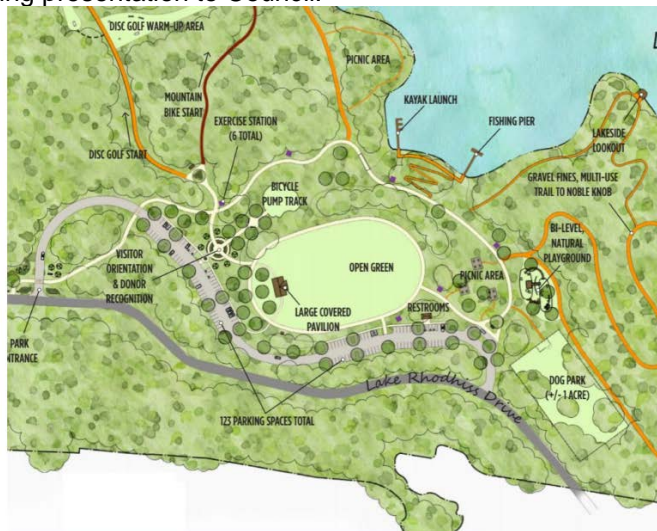 ing presentation to Council.
DISC GOLF WARM-UP AREA
PICNIC AREA
MOUNTAIN
BIKE START
KAYAK LAUNCH
EXERCISE STATION
(6 TOTAL)
FISHING PIER
LAKESIDE
LOOKOUT
DISC GOLF START
GRAVEL FINES, MULTI-USE
TRAIL TO NOBLE KNOB
BICYCLE
PUMP TRACK
BI-LEVEL,
NATURAL
PLAYGROUND
VISITOR
ORIENTATION
& DONOR
RECOGNITION
OPEN GREEN
PICNIC AREA
LARGE COVERED
PAVILION
RESTROOMS
PARK
Lake Rhodhiss Drive
DOG PARK
(+/- 1 ACRE)
123 PARKING SPACES TOTAL